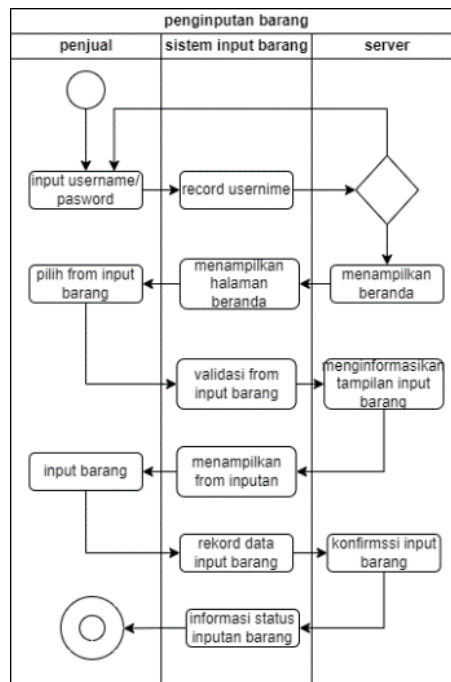 penginputan barang
penjual
sistem input barang
server
input username/
pasword
record usernime
pilih from input
barang
menampilkan
halaman
beranda
menampilkan
beranda
validasi from
input barang
menginformasikan
tampilan input
barang
input barang
menampilkan
from inputan
rekord data
input barang
konfirmssi input
barang
informasi status
inputan barang